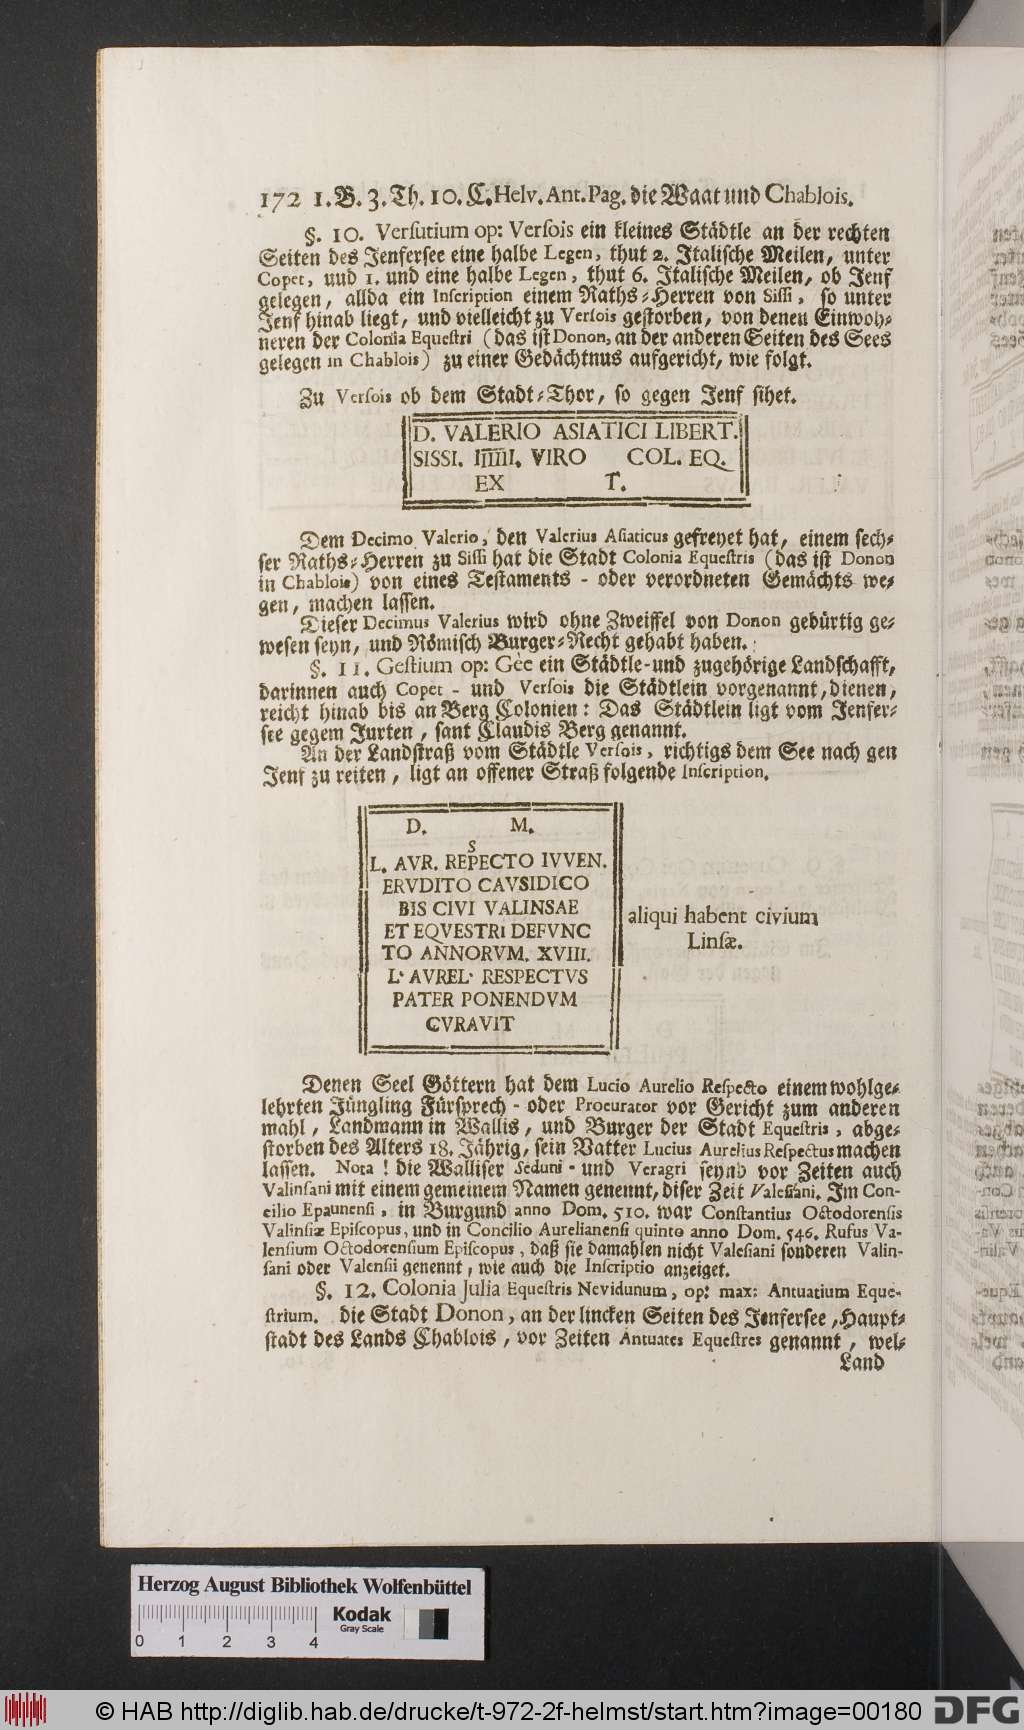 172 1. B. 3. Th. 10. C. Helv. Ant. Pag. die Waat und Chablois.
§. 10. Versutium op: Versois ein kleines Städtle an der rechten
Seiten des Jenfersee eine halbe Legen, thut 2. Italische Meilen, unter
Copet, uud 1. und eine halbe Legen, thut 6. Italische Meilen, ob Jenf
gelegen, allda ein Inscription einem Raths-Herren von Sissi, so unter
Jenf hinab liegt, und vielleicht zu Versois gestorben, von denen Einwoh-
neren der Colonia Equestri (das ist Donon, an der anderen Seiten des Sees
gelegen in Chablois) zu einer Gedächtnus aufgericht, wie folgt.
Zu Versois ob dem Stadt-Thor, so gegen Jenf sihet.
D. VALERIO ASIATICI LIBERT.
SISSI. IIIIII. VIRO COL. EQ.
EX T.
Dem Decimo Valerio, den Valerius Asiaticus gefreyet hat, einem sech-
ser Raths-Herren zu Sissi hat die Stadt Colonia Equestris (das ist Donon
in Chablois) von eines Testaments - oder verordneten Gemächts we-
gen, machen lassen.
Dieser Decimus Valerius wird ohne Zweiffel von Donon gebürtig ge-
wesen seyn, und Römisch Burger-Recht gehabt haben.
§. 11. Gestium op: Gée ein Städtle-und zugehörige Landschafft,
darinnen auch Copet - und Versois die Städtlein vorgenannt, dienen,
reicht hinab bis an Berg Colonien: Das Städtlein ligt vom Jenfer-
see gegem Jurten, sant Claudis Berg genannt.
An der Landstraß vom Städtle Versois, richtigs dem See nach gen
Jenf zu reiten, ligt an offener Straß folgende Inscription.
D. M.
S
L. AVR. REPECTO IVVEN.
ERVDITO CAVSIDICO
BIS CIVI VALINSAE
ET EQVESTRI DEFVNC
TO ANNORVM. XVIII.
L· AVREL· RESPECTVS
PATER PONENDVM
CVRAVIT
aliqui habent civium
Linsæ.
Denen Seel Göttern hat dem Lucio Aurelio Respecto einem wohlge-
lehrten Jüngling Fürsprech - oder Procurator vor Gericht zum anderen
mahl, Landmann in Wallis, und Burger der Stadt Equestris, abge-
storben des Alters 18. Jährig, sein Vatter Lucius Aurelius Respectus machen
lassen. Nota! die Walliser Seduni - und Veragri seynd vor Zeiten auch
Valinsani mit einem gemeinem Namen genennt, diser Zeit Valesiani. Im Con-
cilio Epaunensi, in Burgund anno Dom. 510. war Constantius Octodorensis
Valinsiæ Episcopus, und in Concilio Aurelianensi quinto anno Dom. 546. Rufus Va-
lensium Octodorensium Episcopus, daß sie damahlen nicht Valesiani sonderen Valin-
sani oder Valensii genennt, wie auch die Inscriptio anzeiget.
§. 12. Colonia Julia Equestris Nevidunum, op: max: Antuatium Eque-
strium. die Stadt Donon, an der lincken Seiten des Jenfersee, Haupt-
stadt des Lands Chablois, vor Zeiten Antuates Equestres genannt, wel-
Land
Herzog August Bibliothek Wolfenbüttel
Kodak
Gray Scale
0 1 2 3 4
© HAB http://diglib.hab.de/drucke/t-972-2f-helmst/start.htm?image=00180
DFG